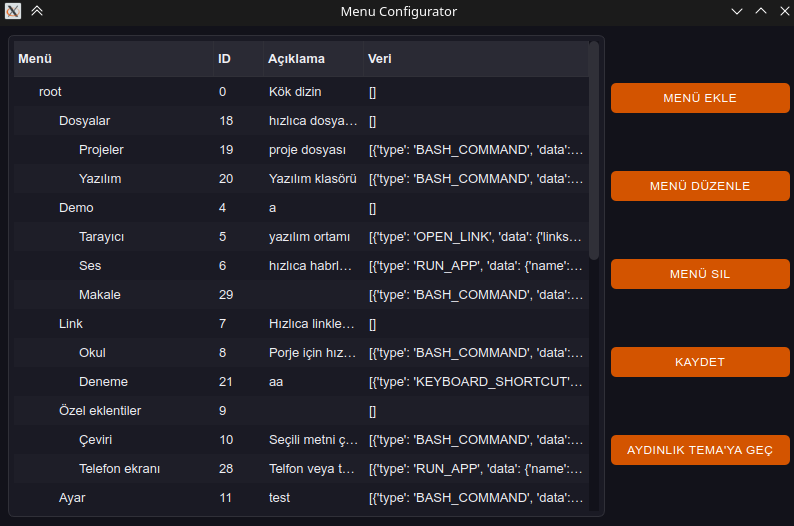 Menu Configurator
Menü ID Açıklama Veri
root 0 Kök dizin []
MENÜ EKLE
Dosyalar 18 hızlıca dosya… []
Projeler 19 proje dosyası [{'type': 'BASH_COMMAND', 'data':…
Yazılım 20 Yazılım klasörü [{'type': 'BASH_COMMAND', 'data':…
MENÜ DÜZENLE
Demo 4 a []
Tarayıcı 5 yazılım ortamı [{'type': 'OPEN_LINK', 'data': {'links…
Ses 6 hızlıca habrl… [{'type': 'RUN_APP', 'data': {'name':…
MENÜ SIL
Makale 29 [{'type': 'BASH_COMMAND', 'data':…
Link 7 Hızlıca linkle… []
Okul 8 Porje için hız… [{'type': 'BASH_COMMAND', 'data':…
KAYDET
Deneme 21 aa [{'type': 'KEYBOARD_SHORTCUT'…
Özel eklentiler 9 []
Çeviri 10 Seçili metni ç… [{'type': 'BASH_COMMAND', 'data':…
AYDINLIK TEMA'YA GEÇ
Telefon ekranı 28 Telfon veya t… [{'type': 'RUN_APP', 'data': {'name':…
Ayar 11 test [{'type': 'BASH_COMMAND', 'data':…